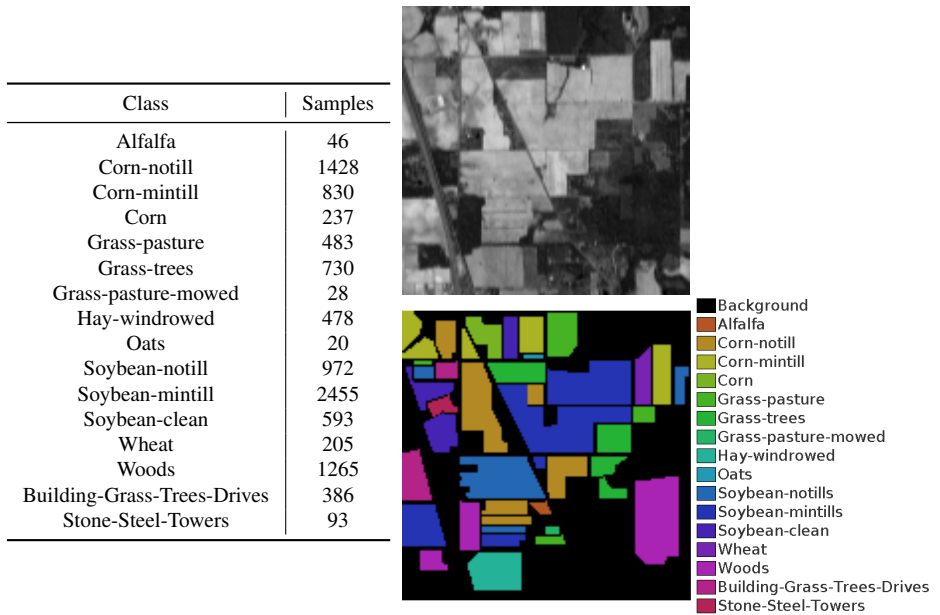 Class Samples
Alfalfa 46
Corn-notill 1428
Corn-mintill 830
Corn 237
Grass-pasture 483
Grass-trees 730
Grass-pasture-mowed 28
Hay-windrowed 478
Oats 20
Soybean-notill 972
Soybean-mintill 2455
Soybean-clean 593
Wheat 205
Woods 1265
Building-Grass-Trees-Drives 386
Stone-Steel-Towers 93
Background
Alfalfa
Corn-notill
Corn-mintill
Corn
Grass-pasture
Grass-trees
Grass-pasture-mowed
Hay-windrowed
Oats
Soybean-notills
Soybean-mintills
Soybean-clean
Wheat
Woods
Building-Grass-Trees-Drives
Stone-Steel-Towers